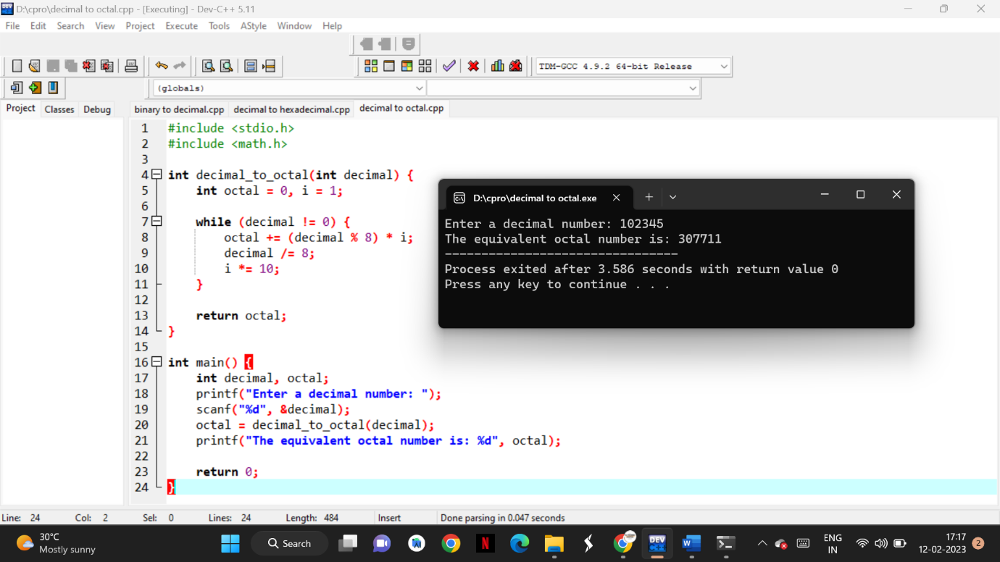 D:\cpro\decimal to octal.cpp - [Executing] - Dev-C++ 5.11
File Edit Search View Project Execute Tools AStyle Window Help
TDM-GCC 4.9.2 64-bit Release
(globals)
Project Classes Debug
binary to decimal.cpp decimal to hexadecimal.cpp decimal to octal.cpp
1 #include <stdio.h>
2 #include <math.h>
3
4 int decimal_to_octal(int decimal) {
5 int octal = 0, i = 1;
6
7 while (decimal != 0) {
8 octal += (decimal % 8) * i;
9 decimal /= 8;
10 i *= 10;
11 }
12
13 return octal;
14 }
15
16 int main() {
17 int decimal, octal;
18 printf("Enter a decimal number: ");
19 scanf("%d", &decimal);
20 octal = decimal_to_octal(decimal);
21 printf("The equivalent octal number is: %d", octal);
22
23 return 0;
24 }
D:\cpro\decimal to octal.exe
Enter a decimal number: 102345
The equivalent octal number is: 307711
--------------------------------
Process exited after 3.586 seconds with return value 0
Press any key to continue . . .
Line: 24 Col: 2 Sel: 0 Lines: 24 Length: 484 Insert Done parsing in 0.047 seconds
30°C
Mostly sunny
Search
N
DEV C++
W
ENG
IN
17:17
12-02-2023
2